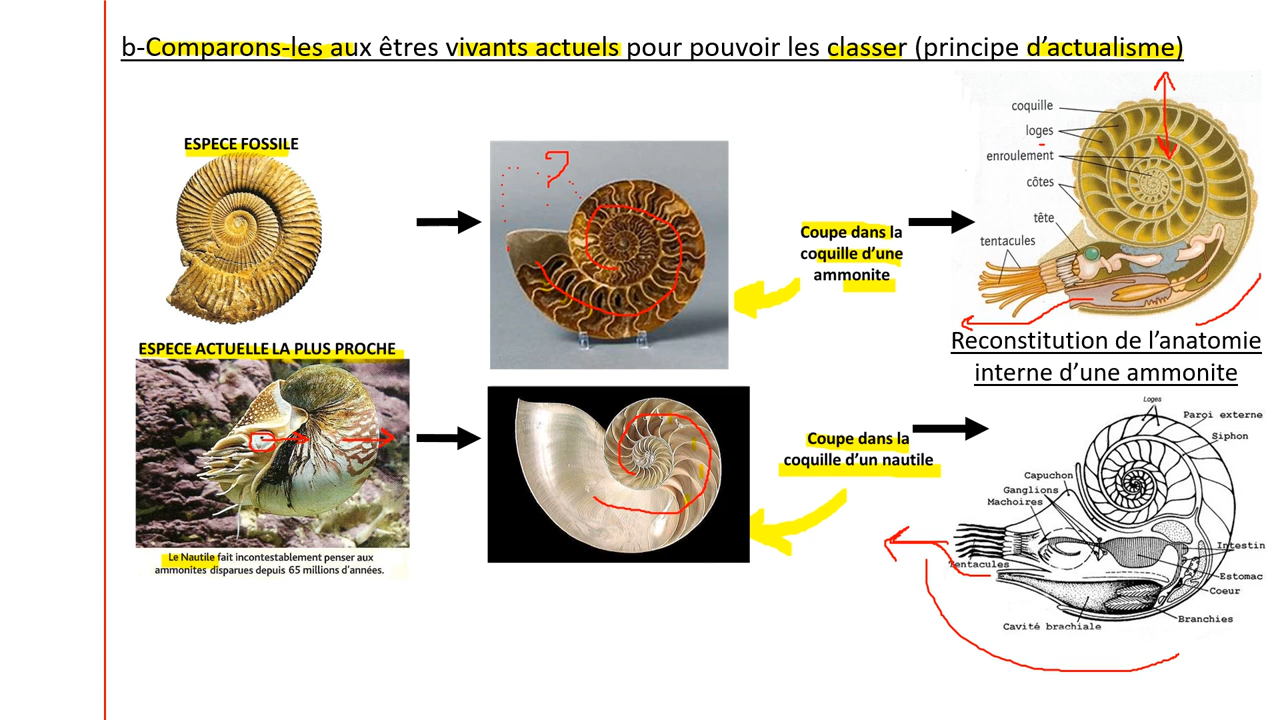 b-Comparons-les aux êtres vivants actuels pour pouvoir les classer (principe d'actualisme)
ESPECE FOSSILE
coquille
loges
enroulement
côtes
tête
tentacules
Coupe dans la
coquille d'une
ammonite
Reconstitution de l'anatomie
interne d'une ammonite
ESPECE ACTUELLE LA PLUS PROCHE
Le Nautile fait incontestablement penser aux
ammonites disparues depuis 65 millions d'années.
Coupe dans la
coquille d'un nautile
Loges
Paroi externe
Siphon
Capuchon
Ganglions
Machoires
Tentacules
Intestin
Estomac
Coeur
Branchies
Cavité brachiale